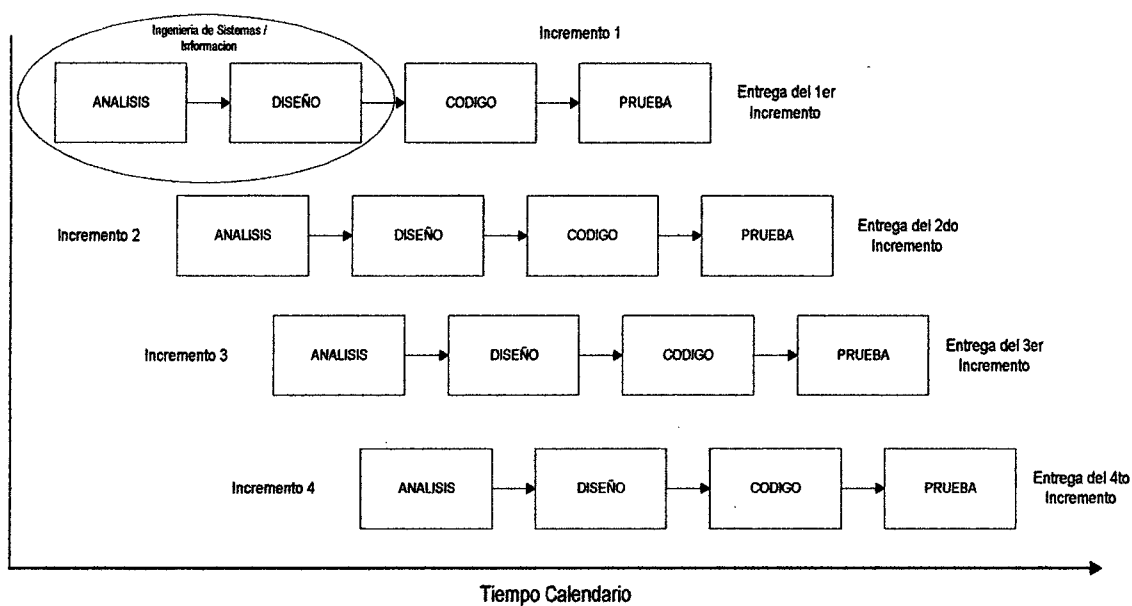 Ingenieria de Sistemas /
Informacion
Incremento 1
ANALISIS
DISEÑO
CODIGO
PRUEBA
Entrega del 1er
Incremento
Incremento 2
ANALISIS
DISEÑO
CODIGO
PRUEBA
Entrega del 2do
Incremento
Incremento 3
ANALISIS
DISEÑO
CODIGO
PRUEBA
Entrega del 3er
Incremento
Incremento 4
ANALISIS
DISEÑO
CODIGO
PRUEBA
Entrega del 4to
Incremento
Tiempo Calendario